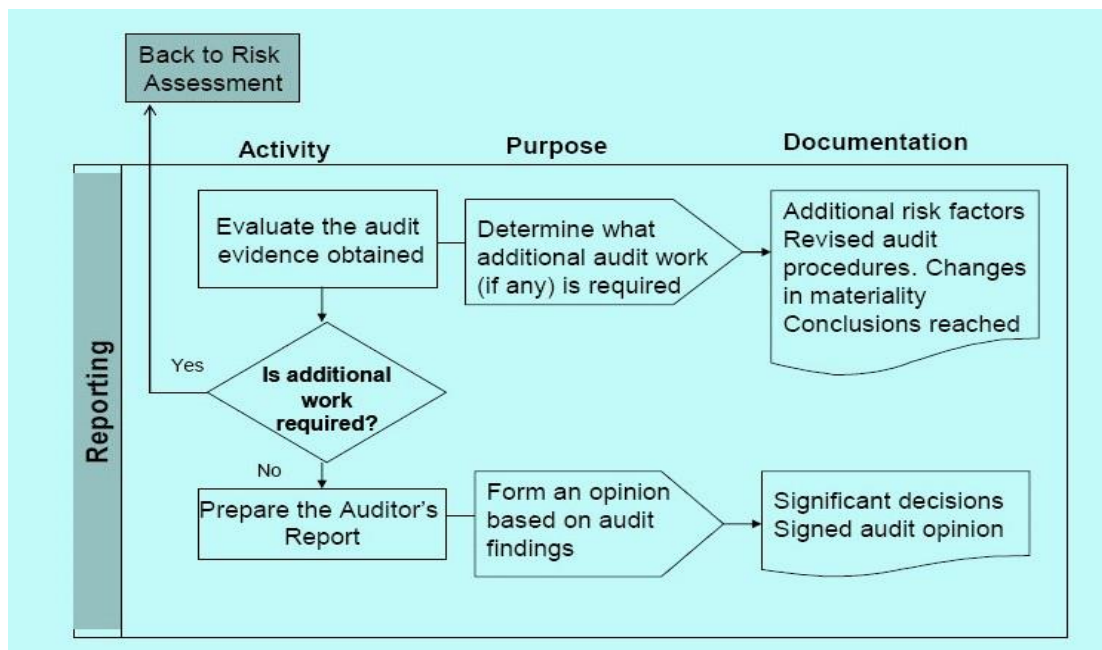 Back to Risk
Assessment
Activity
Purpose
Documentation
Reporting
Evaluate the audit
evidence obtained
Determine what
additional audit work
(if any) is required
Additional risk factors
Revised audit
procedures. Changes
in materiality
Conclusions reached
Yes
Is additional
work
required?
No
Prepare the Auditor's
Report
Form an opinion
based on audit
findings
Significant decisions
Signed audit opinion